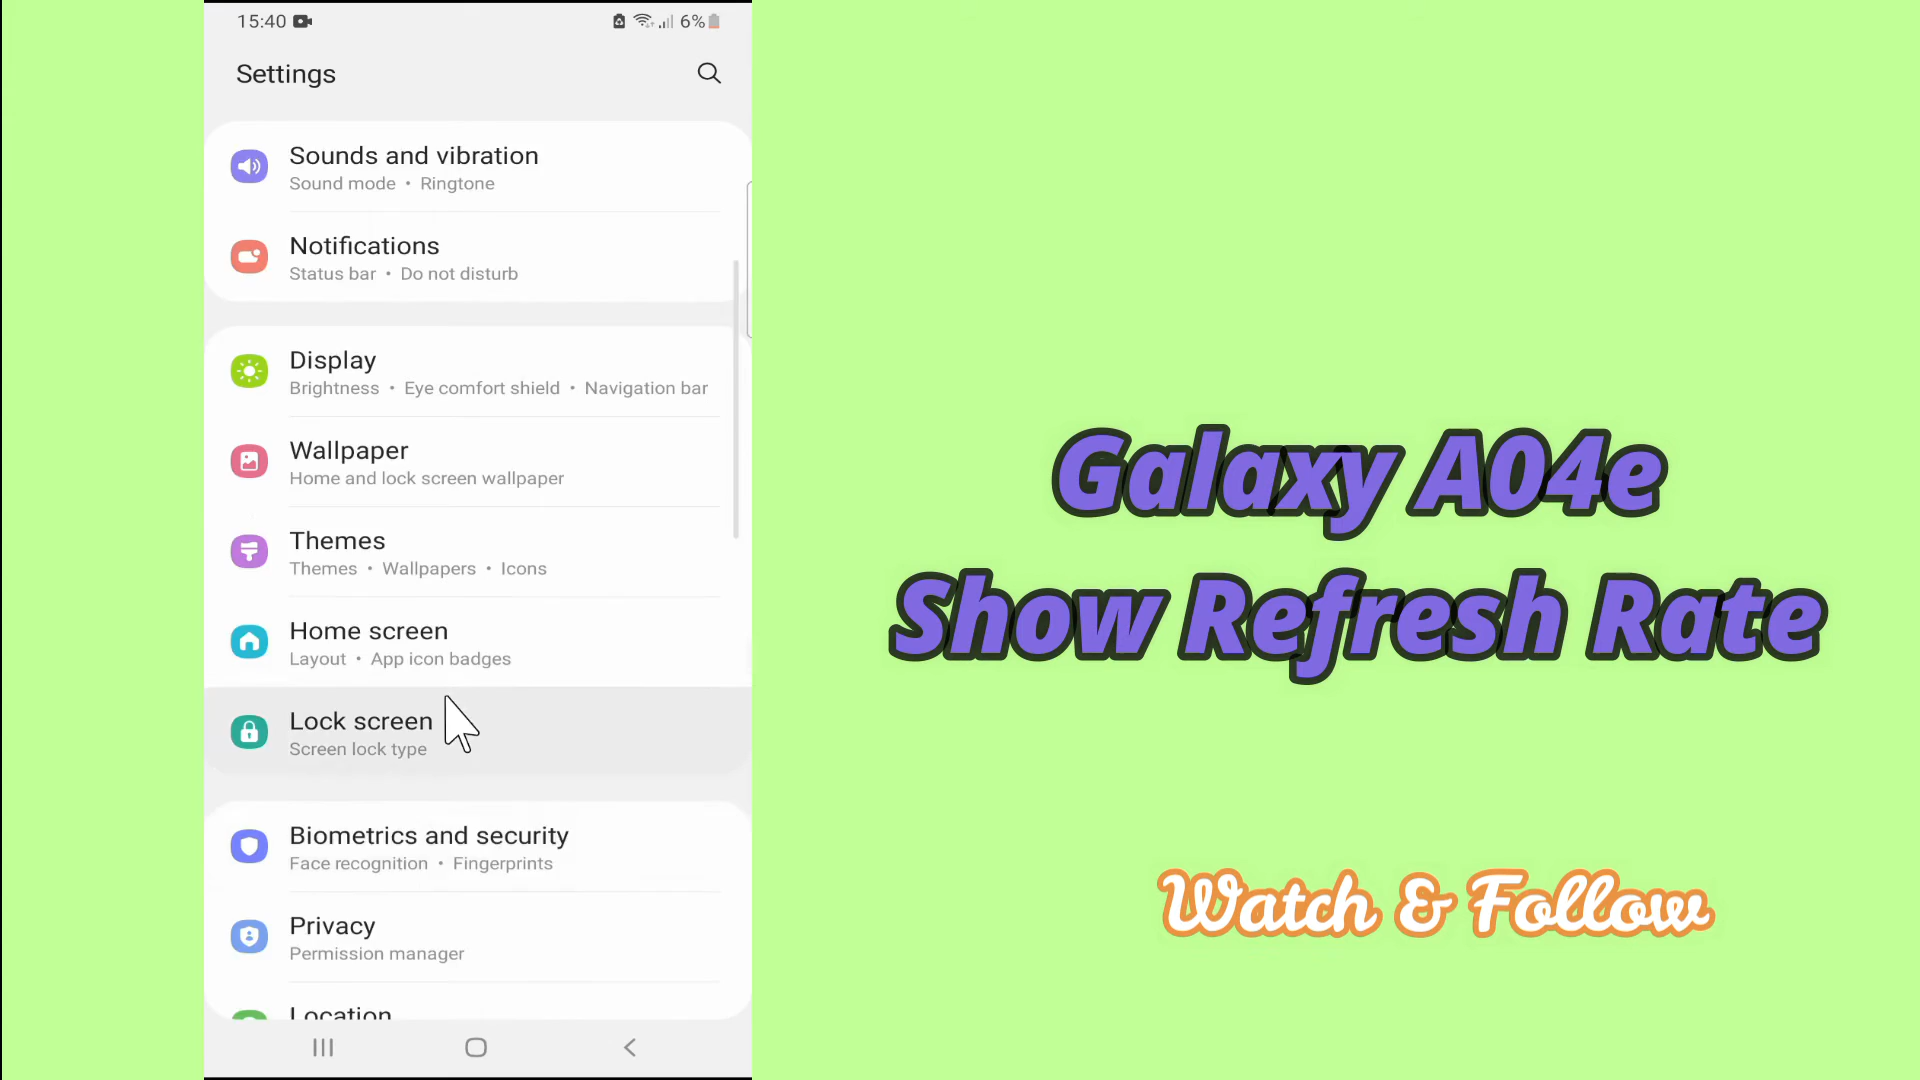 15:40
6%
Settings
Sounds and vibration
Sound mode • Ringtone
Notifications
Status bar • Do not disturb
Display
Brightness • Eye comfort shield • Navigation bar
Wallpaper
Home and lock screen wallpaper
Themes
Themes • Wallpapers • Icons
Home screen
Layout • App icon badges
Lock screen
Screen lock type
Biometrics and security
Face recognition • Fingerprints
Privacy
Permission manager
Location
Galaxy A04e
Show Refresh Rate
Watch & Follow